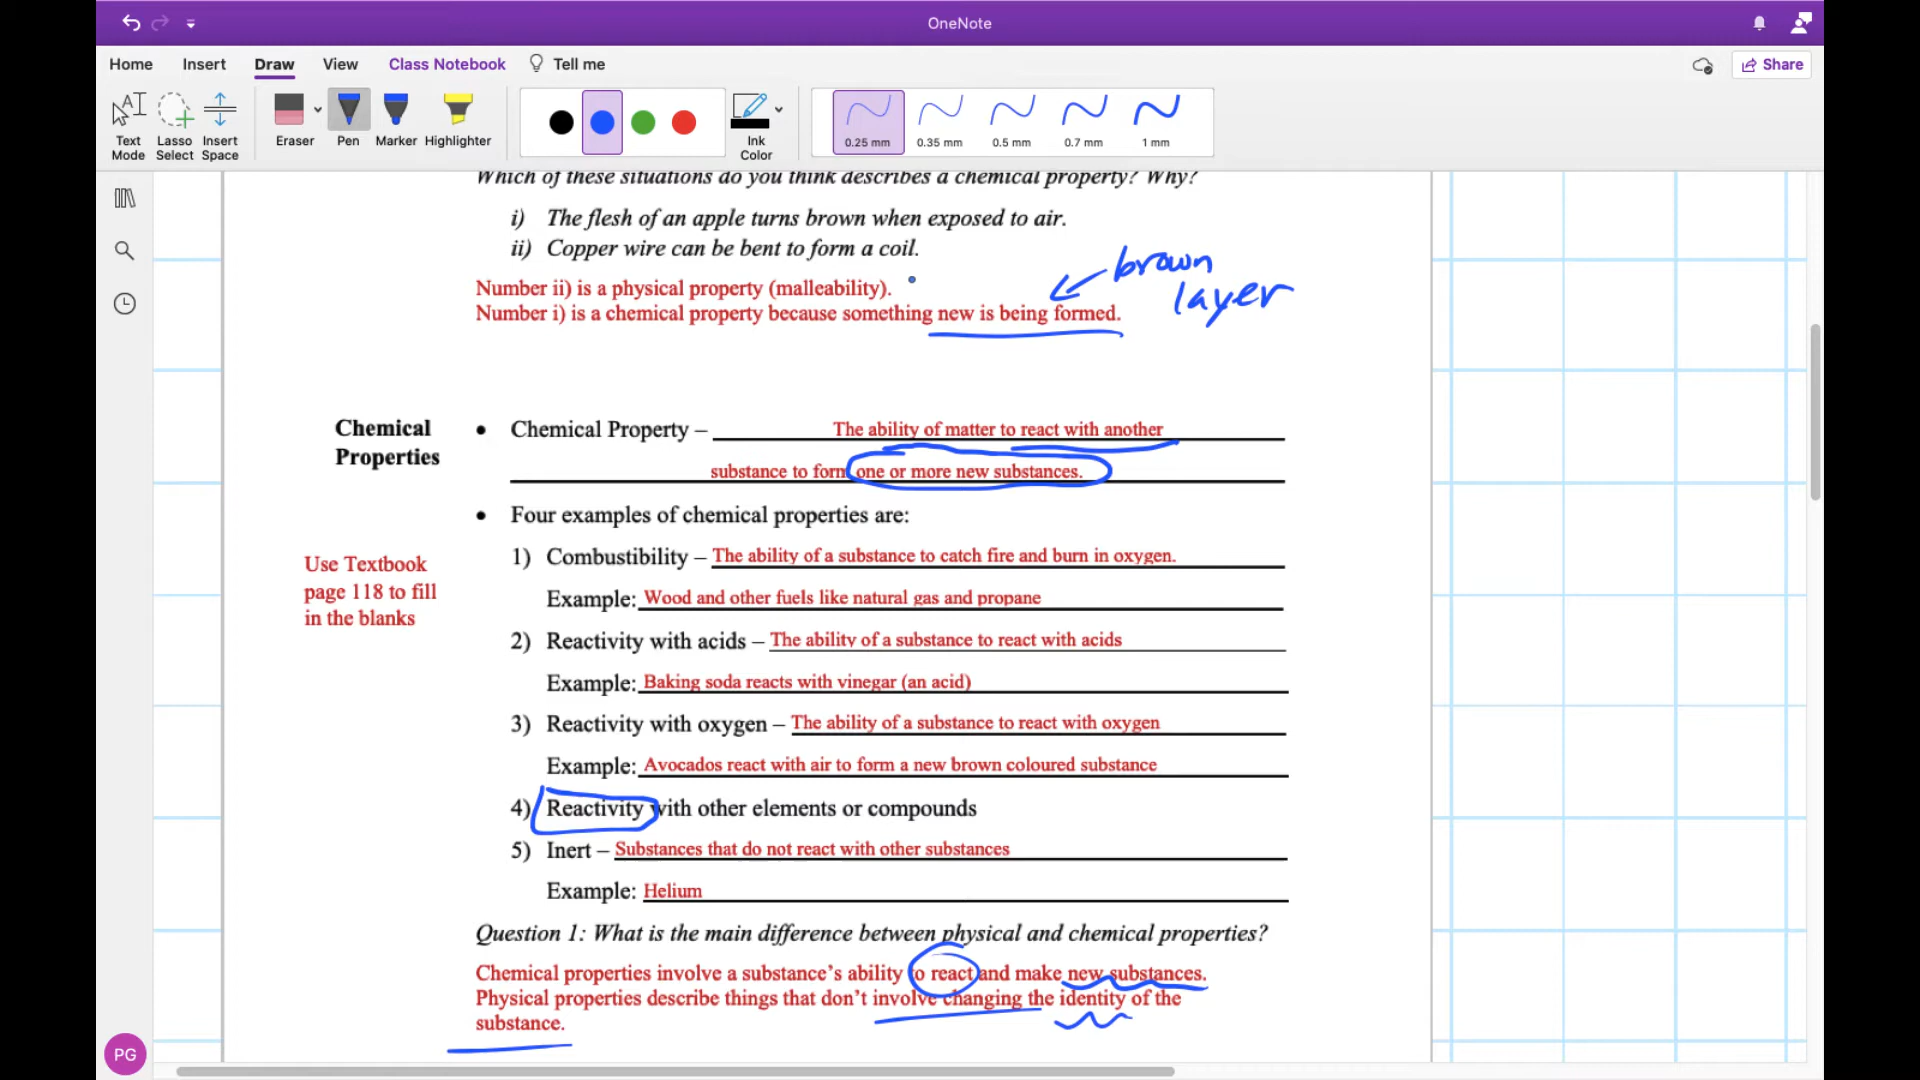 OneNote
Home Insert Draw View Class Notebook Tell me
Share
Text Mode
Lasso Select
Insert Space
Eraser
Pen
Marker
Highlighter
Ink Color
0.25 mm
0.35 mm
0.5 mm
0.7 mm
1 mm
Which of these situations do you think describes a chemical property? Why?
i) The flesh of an apple turns brown when exposed to air.
ii) Copper wire can be bent to form a coil.
brown
layer
Number ii) is a physical property (malleability).
Number i) is a chemical property because something new is being formed.
Chemical
Properties
• Chemical Property – The ability of matter to react with another
substance to form one or more new substances.
• Four examples of chemical properties are:
Use Textbook
page 118 to fill
in the blanks
1) Combustibility – The ability of a substance to catch fire and burn in oxygen.
Example: Wood and other fuels like natural gas and propane
2) Reactivity with acids – The ability of a substance to react with acids
Example: Baking soda reacts with vinegar (an acid)
3) Reactivity with oxygen – The ability of a substance to react with oxygen
Example: Avocados react with air to form a new brown coloured substance
4) Reactivity with other elements or compounds
5) Inert – Substances that do not react with other substances
Example: Helium
Question 1: What is the main difference between physical and chemical properties?
Chemical properties involve a substance's ability to react and make new substances.
Physical properties describe things that don't involve changing the identity of the
substance.
PG